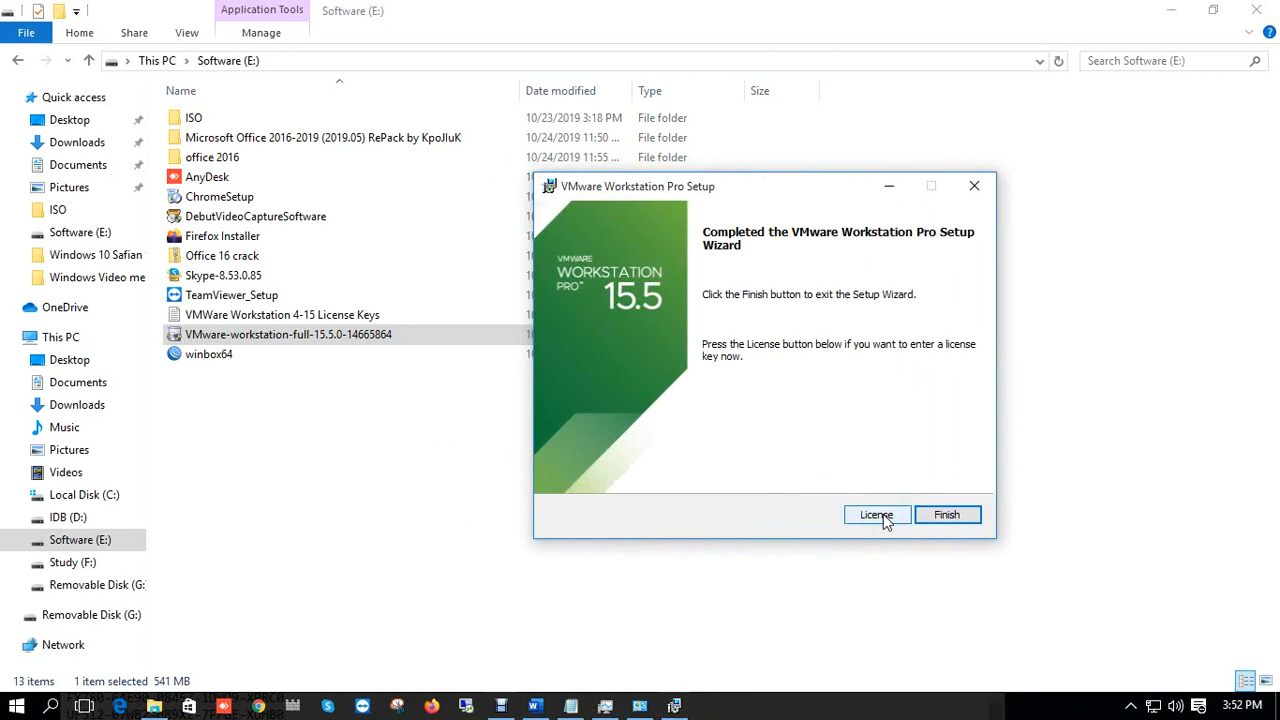 Application Tools
Software (E:)
File
Home
Share
View
Manage
This PC
Software (E:)
Search Software (E:)
Name
Date modified
Type
Size
Quick access
Desktop
Downloads
Documents
Pictures
ISO
Software (E:)
Windows 10 Safian
Windows Video me
OneDrive
This PC
Desktop
Documents
Downloads
Music
Pictures
Videos
Local Disk (C:)
IDB (D:)
Software (E:)
Study (F:)
Removable Disk (G:
Removable Disk (G:)
Network
ISO
10/23/2019 3:18 PM
File folder
Microsoft Office 2016-2019 (2019.05) RePack by KpoJIuK
10/24/2019 11:50 ...
File folder
office 2016
10/24/2019 11:55 ...
File folder
AnyDesk
ChromeSetup
DebutVideoCaptureSoftware
Firefox Installer
Office 16 crack
Skype-8.53.0.85
TeamViewer_Setup
VMWare Workstation 4-15 License Keys
VMware-workstation-full-15.5.0-14665864
winbox64
VMware Workstation Pro Setup
VMWARE
WORKSTATION
PRO™ 15.5
Completed the VMware Workstation Pro Setup
Wizard
Click the Finish button to exit the Setup Wizard.
Press the License button below if you want to enter a license
key now.
License
Finish
13 items
1 item selected
541 MB
3:52 PM